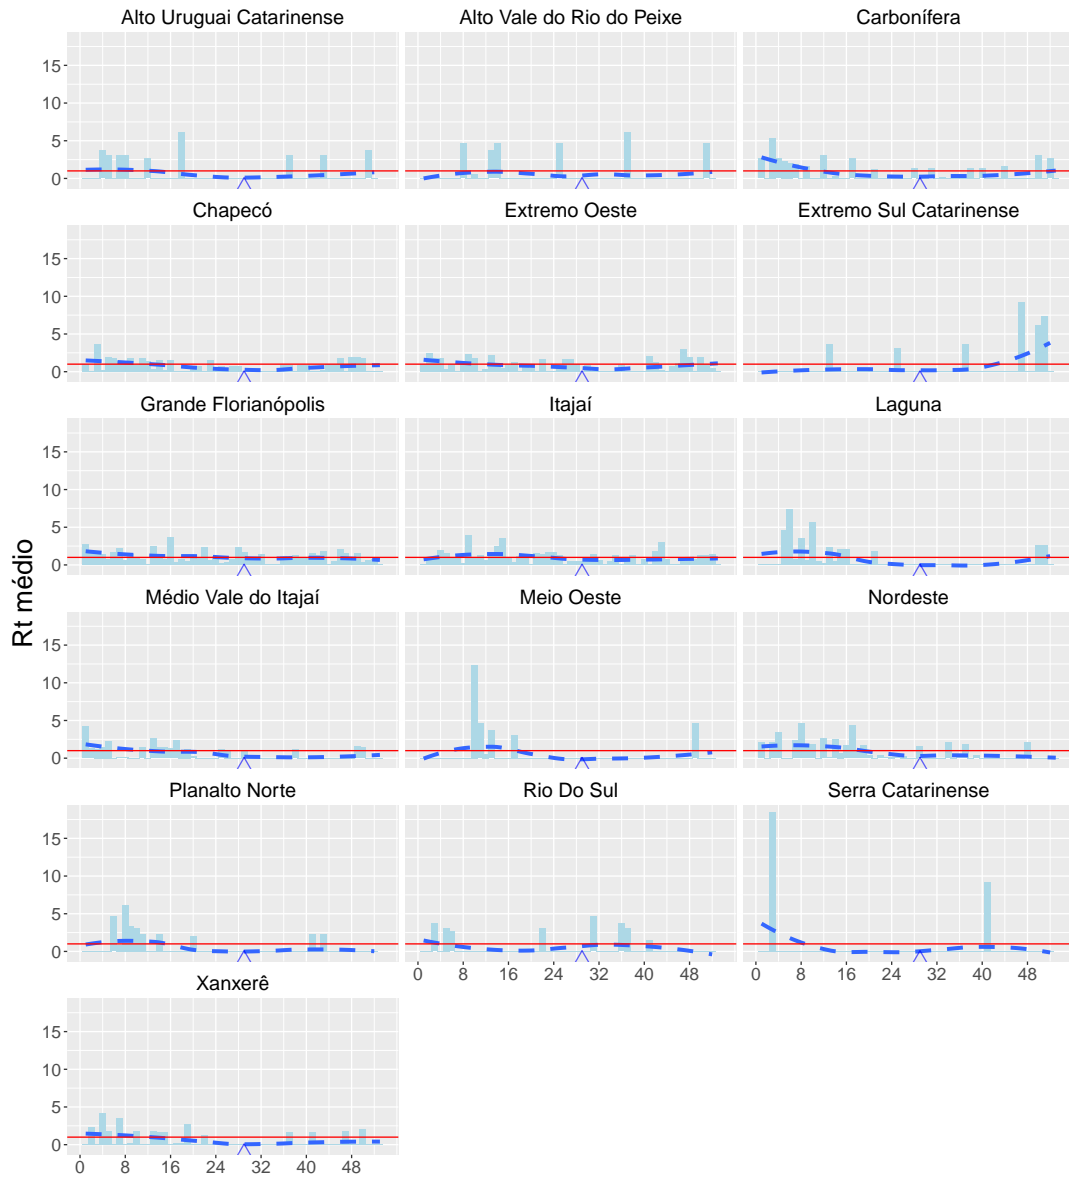 Alto Uruguai Catarinense Alto Vale do Rio do Peixe Carbonífera
15
10
5
0
Chapecó Extremo Oeste Extremo Sul Catarinense
15
10
5
0
Grande Florianópolis Itajaí Laguna
15
10
5
0
Rt médio
Médio Vale do Itajaí Meio Oeste Nordeste
15
10
5
0
Planalto Norte Rio Do Sul Serra Catarinense
15
10
5
0
0 8 16 24 32 40 48 0 8 16 24 32 40 48
Xanxerê
15
10
5
0
0 8 16 24 32 40 48